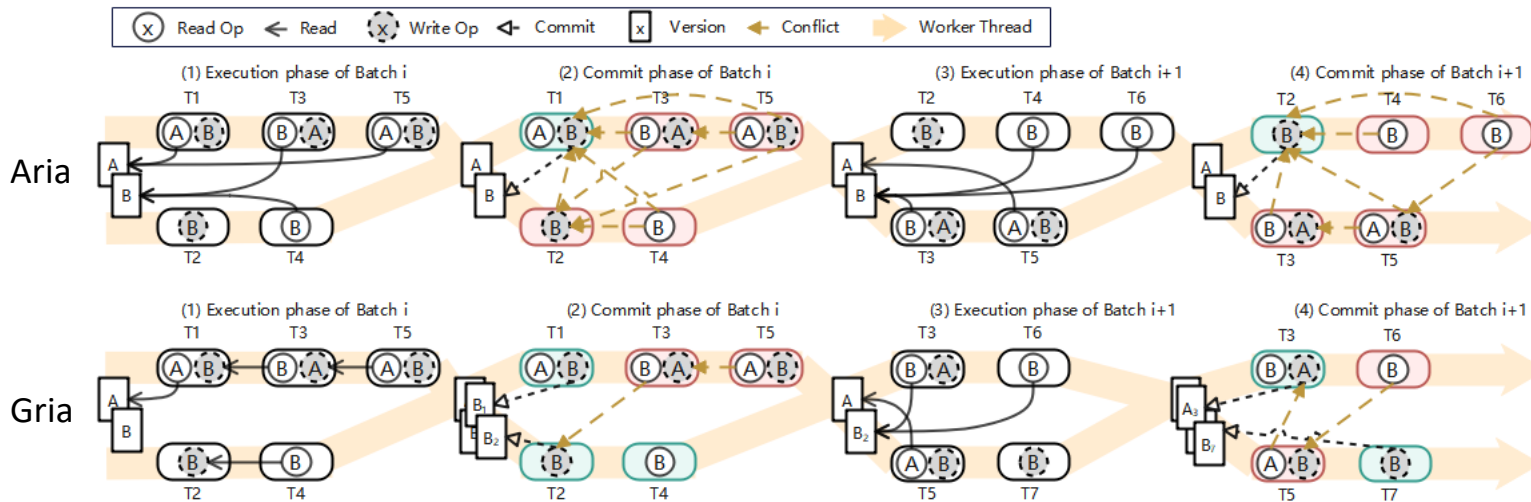 x Read Op Read x Write Op Commit x Version Conflict Worker Thread
(1) Execution phase of Batch i (2) Commit phase of Batch i (3) Execution phase of Batch i+1 (4) Commit phase of Batch i+1
T1 T3 T5 T1 T3 T5 T2 T4 T6 T2 T4 T6
A B B A A B A B B A A B B B B B B B
Aria
A B A B A B A B
B B B B B A A B B A A B
T2 T4 T2 T4 T3 T5 T3 T5
(1) Execution phase of Batch i (2) Commit phase of Batch i (3) Execution phase of Batch i+1 (4) Commit phase of Batch i+1
T1 T3 T5 T1 T3 T5 T3 T6 T3 T6
A B B A A B A B B A A B B A B B A B
Gria
A B B1 B2 A B2 A3 B7
B B B B A B B A B B
T2 T4 T2 T4 T5 T7 T5 T7